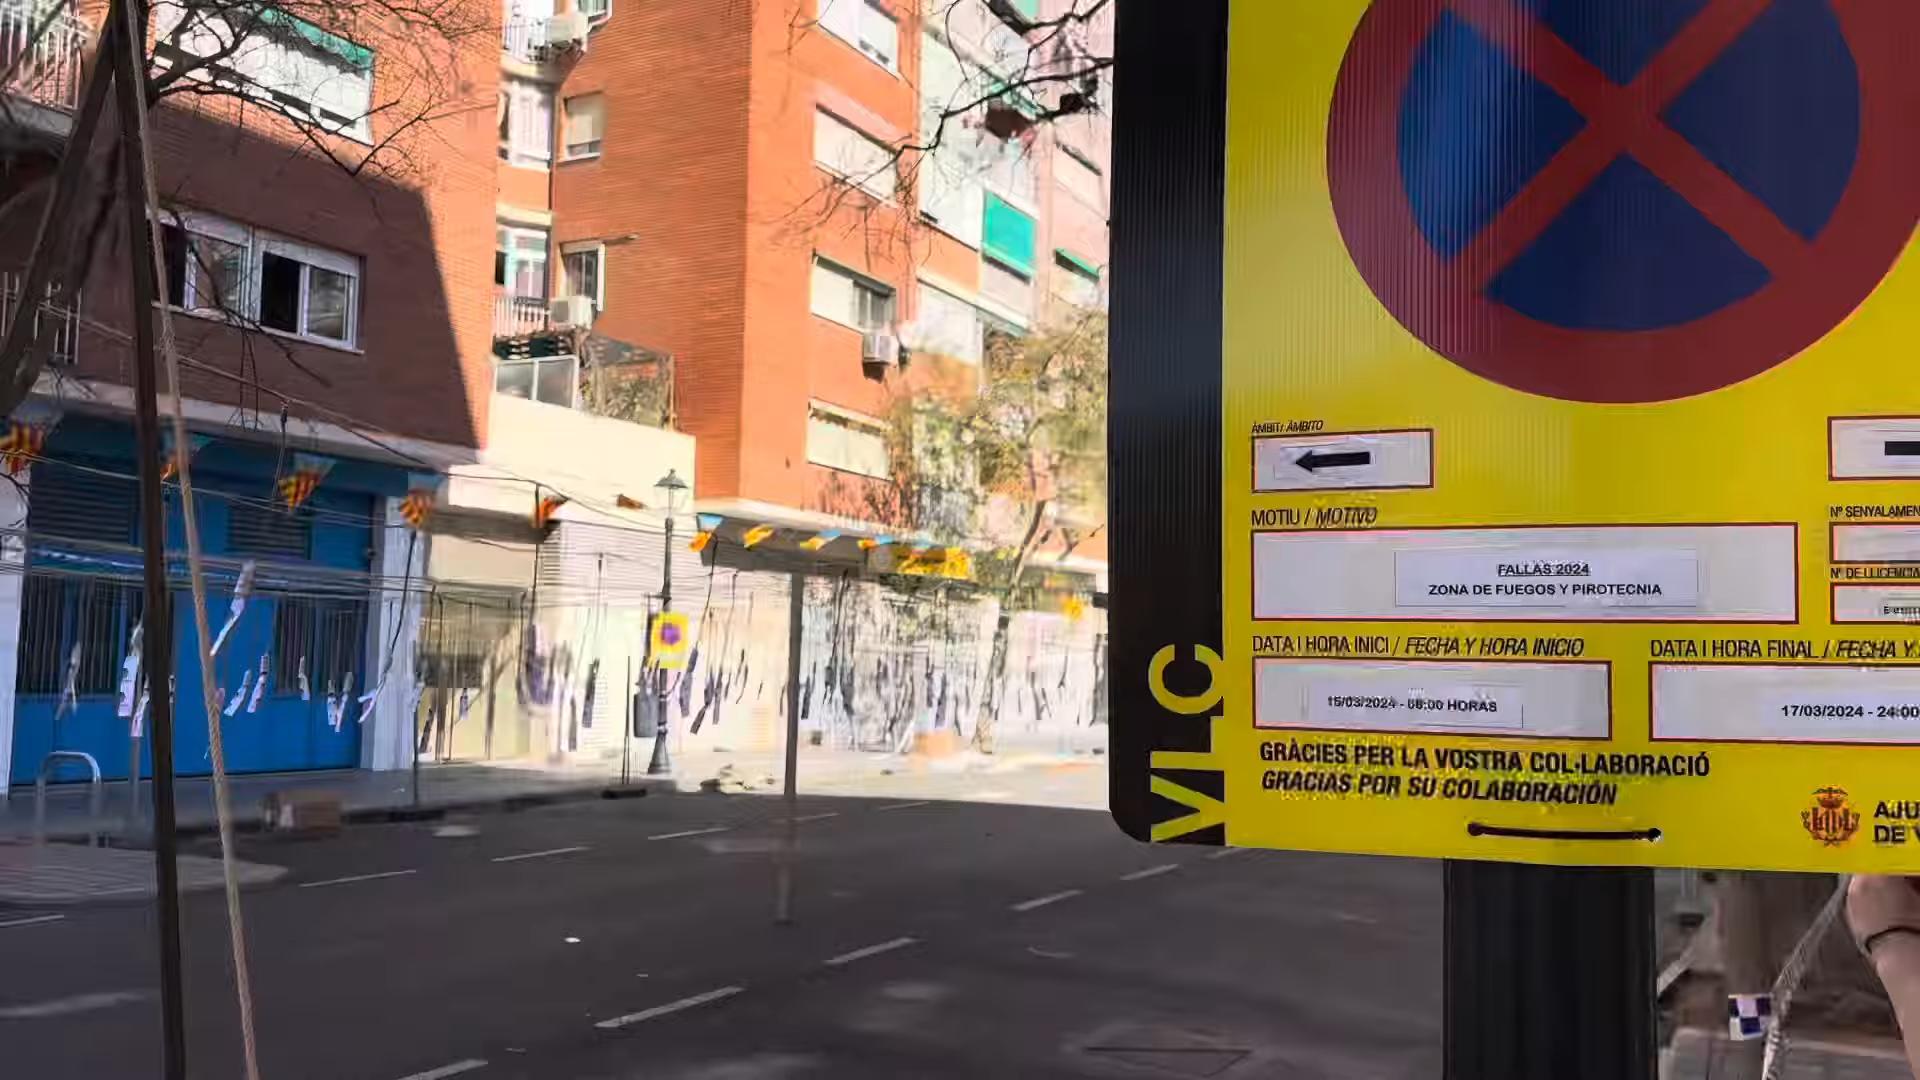 ÀMBIT/ ÁMBITO
MOTIU / MOTIVO
Nº SENYALAMEN
FALLAS 2024
ZONA DE FUEGOS Y PIROTECNIA
Nº DE LLICENCIA
DATA I HORA INICI / FECHA Y HORA INICIO
DATA I HORA FINAL / FECHA Y
15/03/2024 - 08:00 HORAS
17/03/2024 - 24:00
GRÀCIES PER LA VOSTRA COL·LABORACIÓ
GRACIAS POR SU COLABORACIÓN
AJU
DE V
VLC